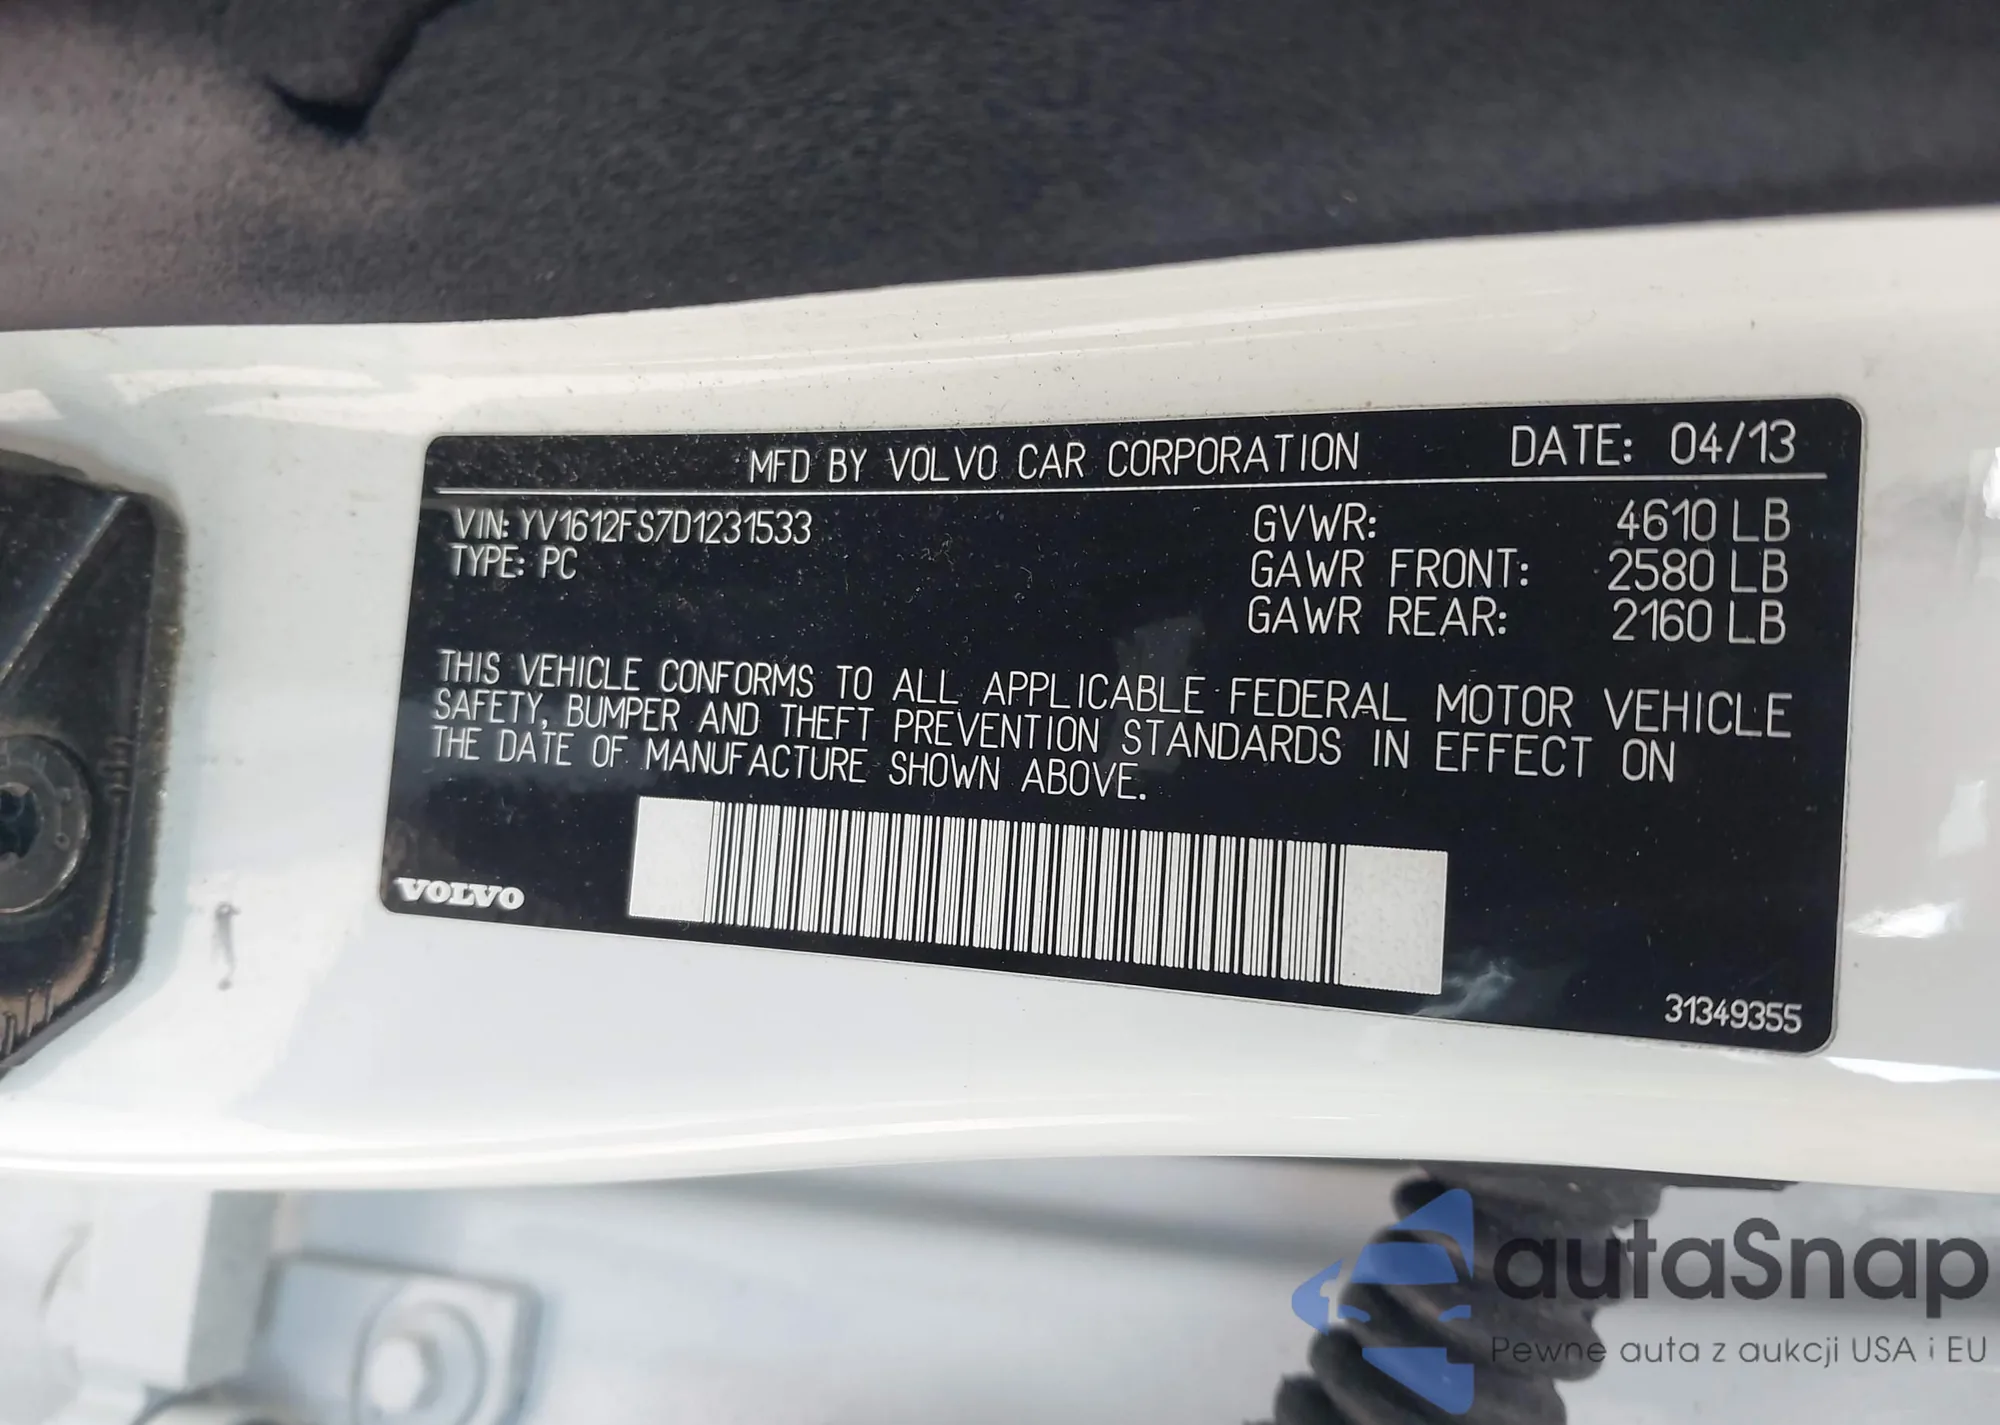 MFD BY VOLVO CAR CORPORATION DATE: 04/13
VIN: YV1612FS7D1231533 GVWR: 4610 LB
TYPE: PC GAWR FRONT: 2580 LB
GAWR REAR: 2160 LB
THIS VEHICLE CONFORMS TO ALL APPLICABLE FEDERAL MOTOR VEHICLE
SAFETY, BUMPER AND THEFT PREVENTION STANDARDS IN EFFECT ON
THE DATE OF MANUFACTURE SHOWN ABOVE.
VOLVO
31349355
autaSnap
Pewne auta z aukcji USA i EU